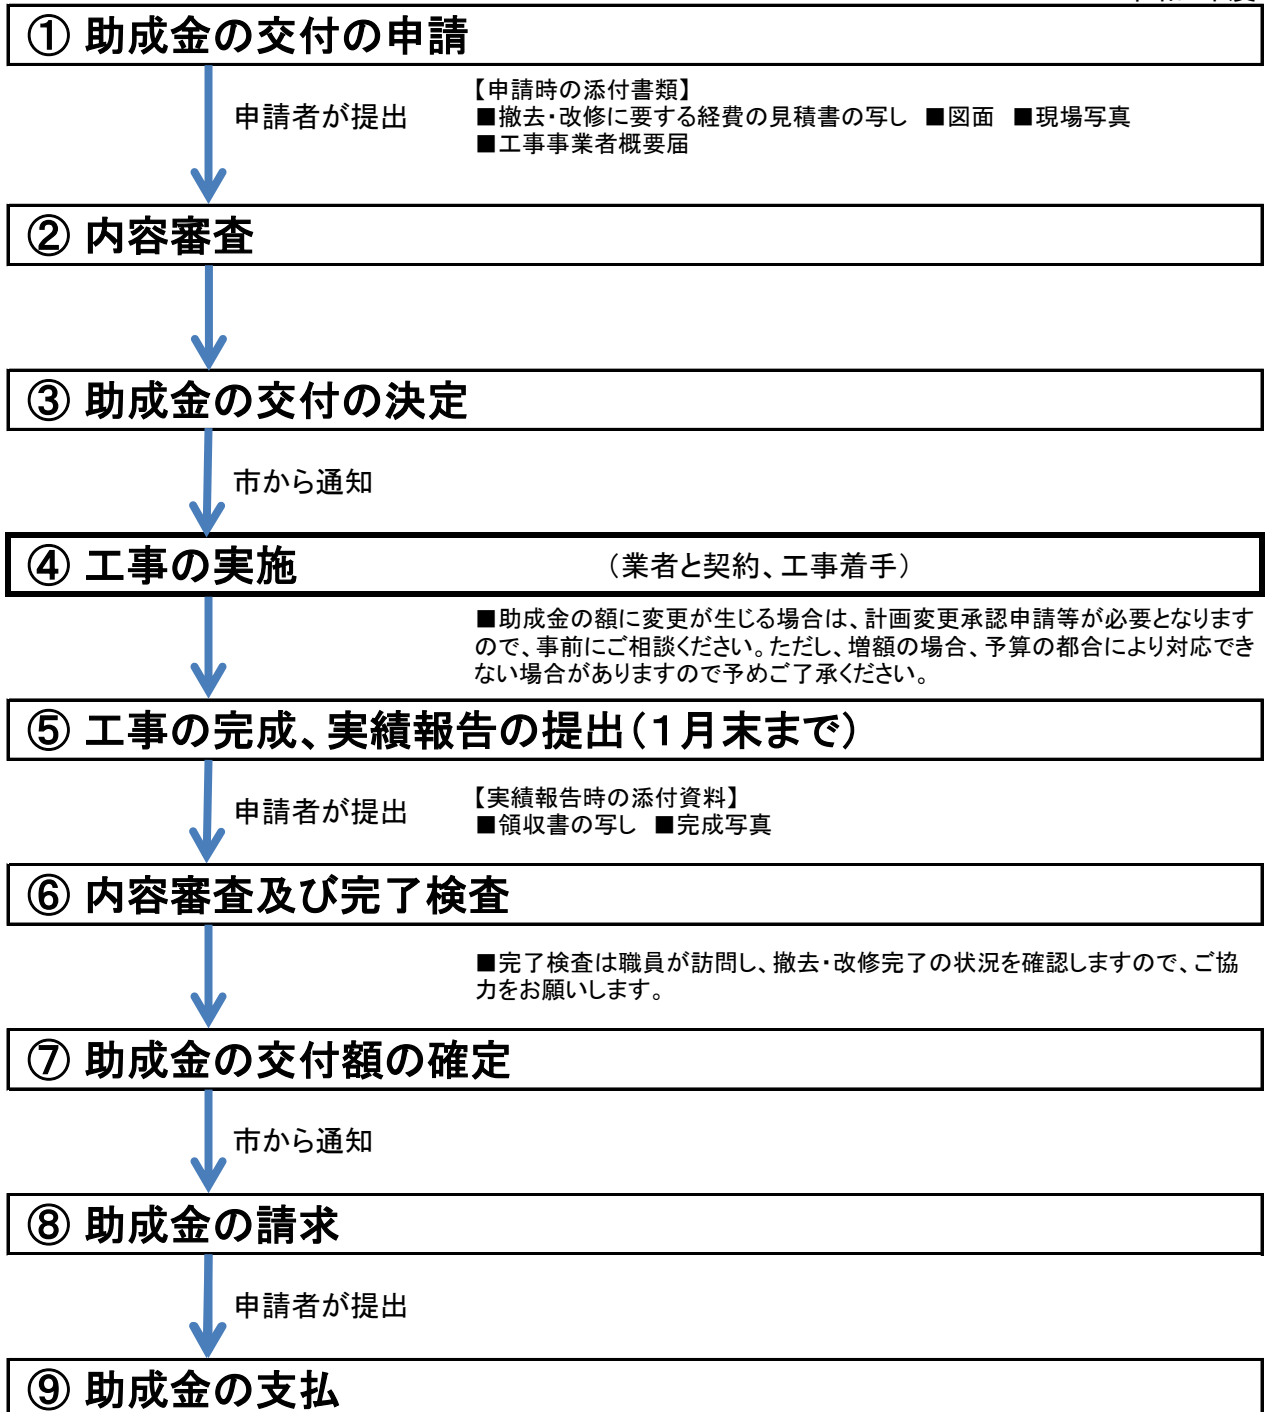 ① 助成金の交付の申請
申請者が提出
【申請時の添付書類】
■撤去・改修に要する経費の見積書の写し　■図面　■現場写真
■工事事業者概要届
② 内容審査
③ 助成金の交付の決定
市から通知
④ 工事の実施　（業者と契約、工事着手）
■助成金の額に変更が生じる場合は、計画変更承認申請等が必要となります
ので、事前にご相談ください。ただし、増額の場合、予算の都合により対応でき
ない場合がありますので予めご了承ください。
⑤ 工事の完成、実績報告の提出（１月末まで）
申請者が提出
【実績報告時の添付資料】
■領収書の写し　■完成写真
⑥ 内容審査及び完了検査
■完了検査は職員が訪問し、撤去・改修完了の状況を確認しますので、ご協
力をお願いします。
⑦ 助成金の交付額の確定
市から通知
⑧ 助成金の請求
申請者が提出
⑨ 助成金の支払